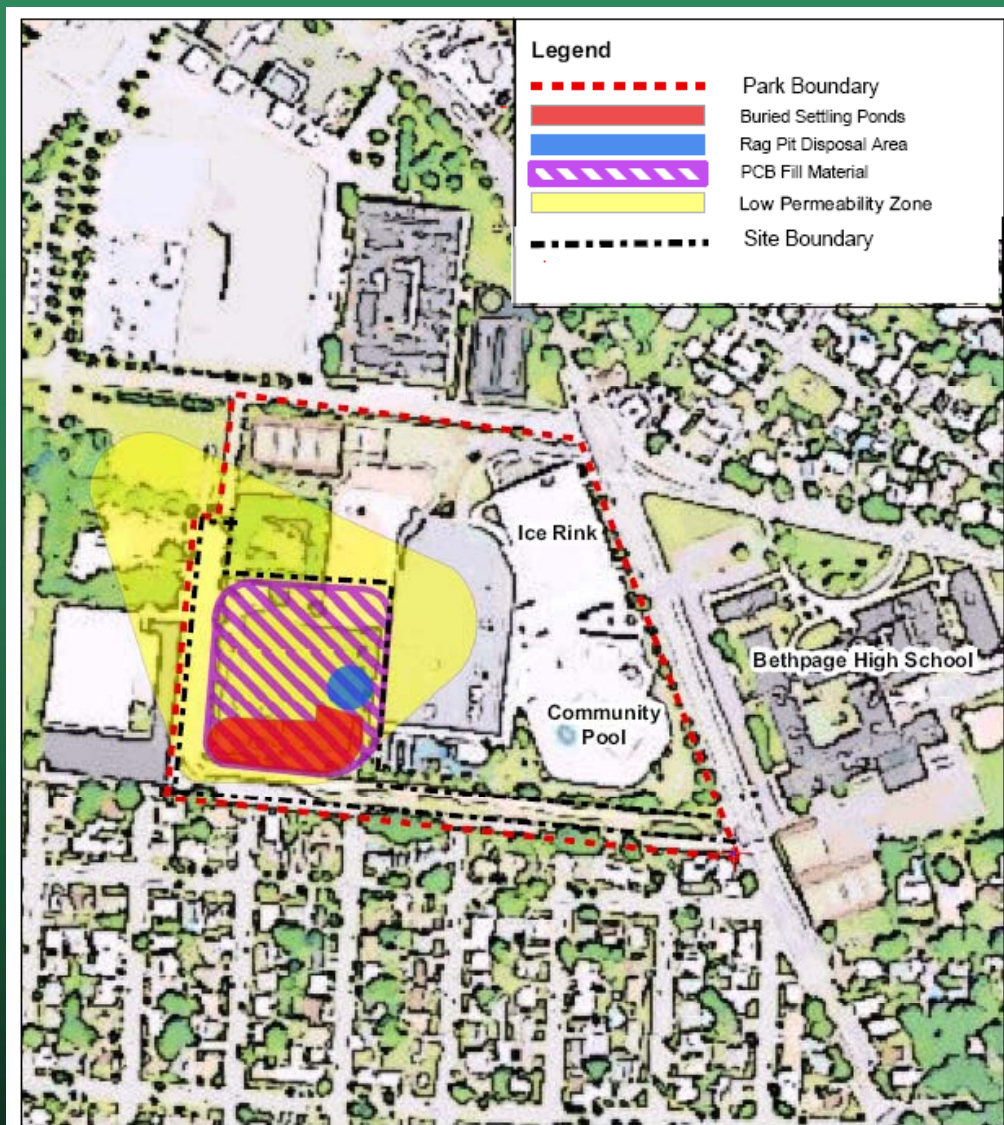 Legend
Park Boundary
Buried Settling Ponds
Rag Pit Disposal Area
PCB Fill Material
Low Permeability Zone
Site Boundary
Ice Rink
Bethpage High School
Community
Pool